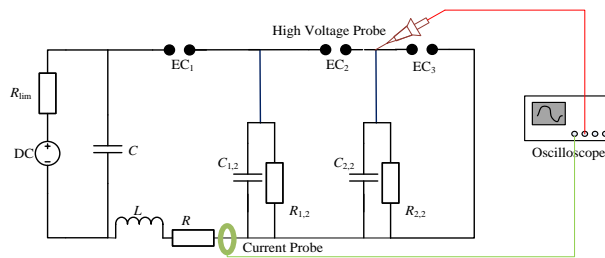 High Voltage Probe
EC1
EC2
EC3
Rlim
DC
C
C1,2
R1,2
C2,2
R2,2
L
R
Current Probe
Oscilloscope